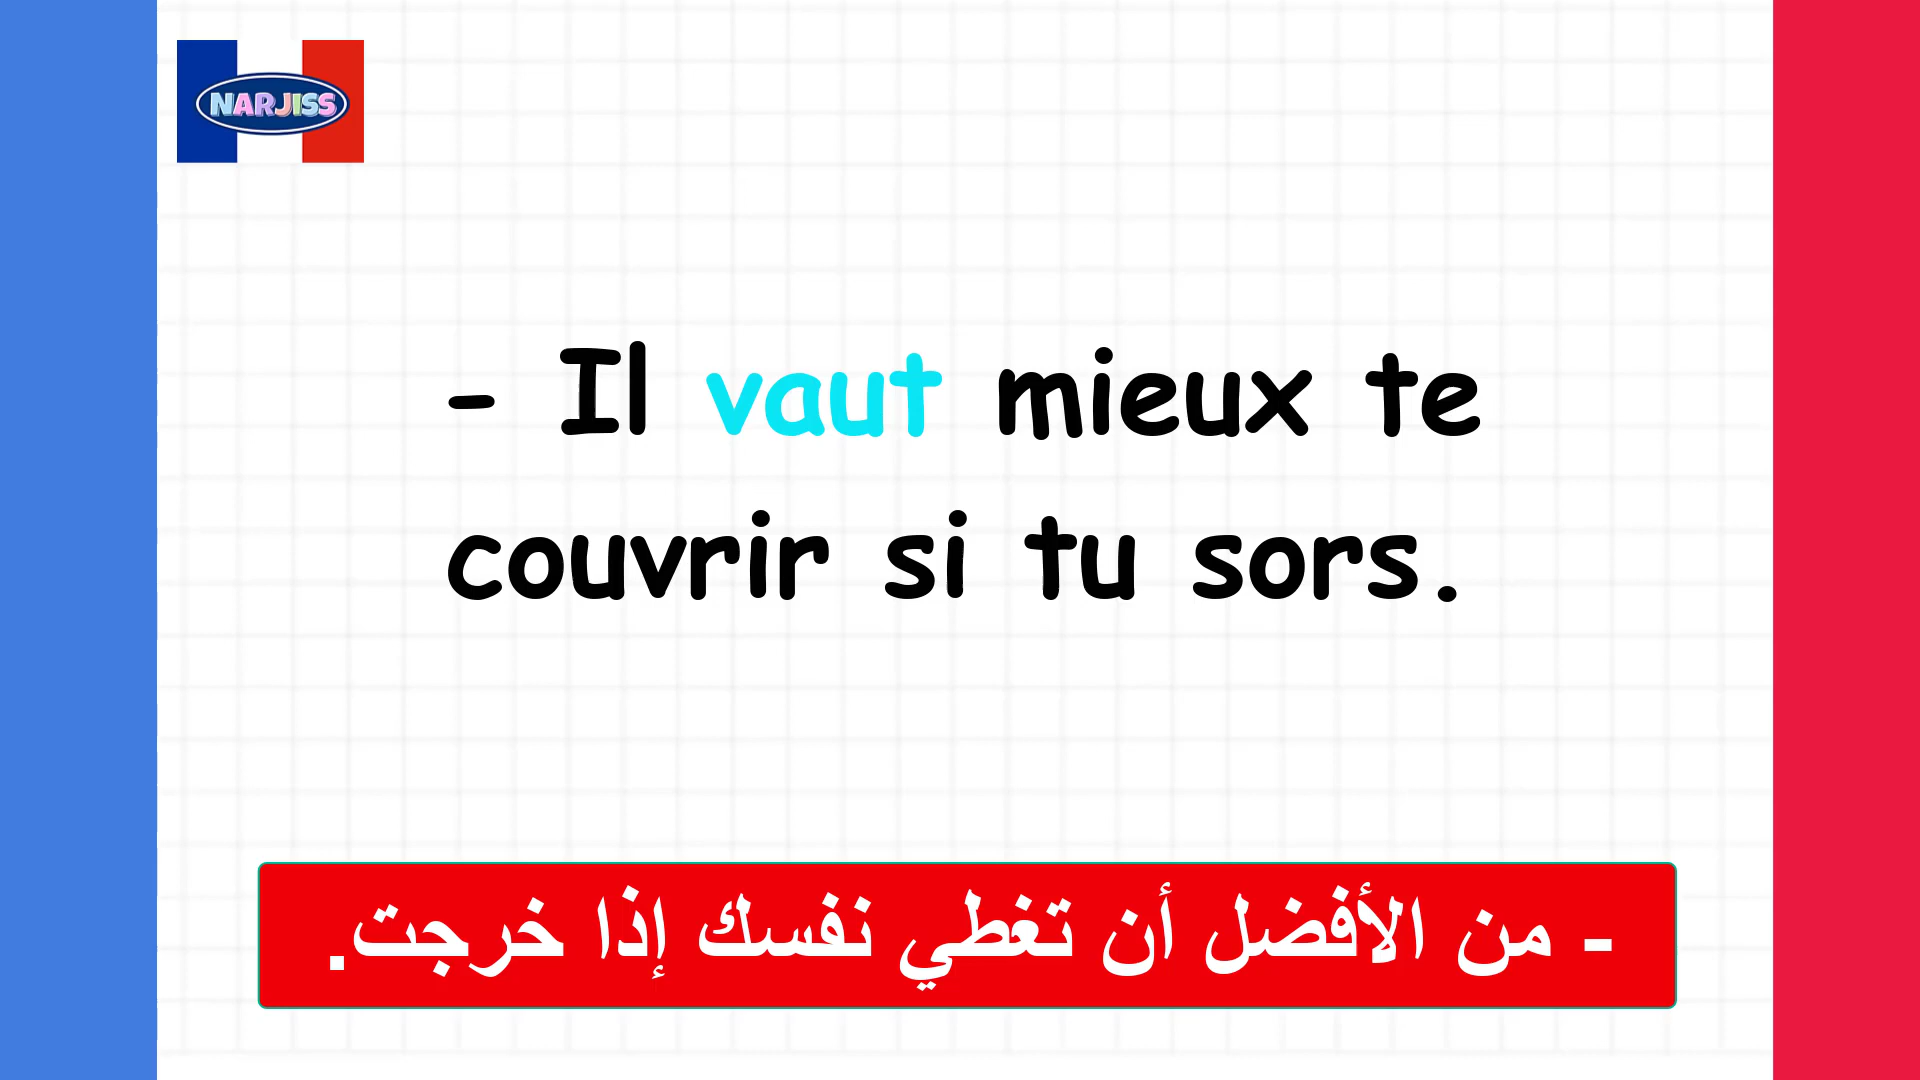 NARJISS
- Il vaut mieux te
couvrir si tu sors.
- من الأفضل أن تغطي نفسك إذا خرجت.